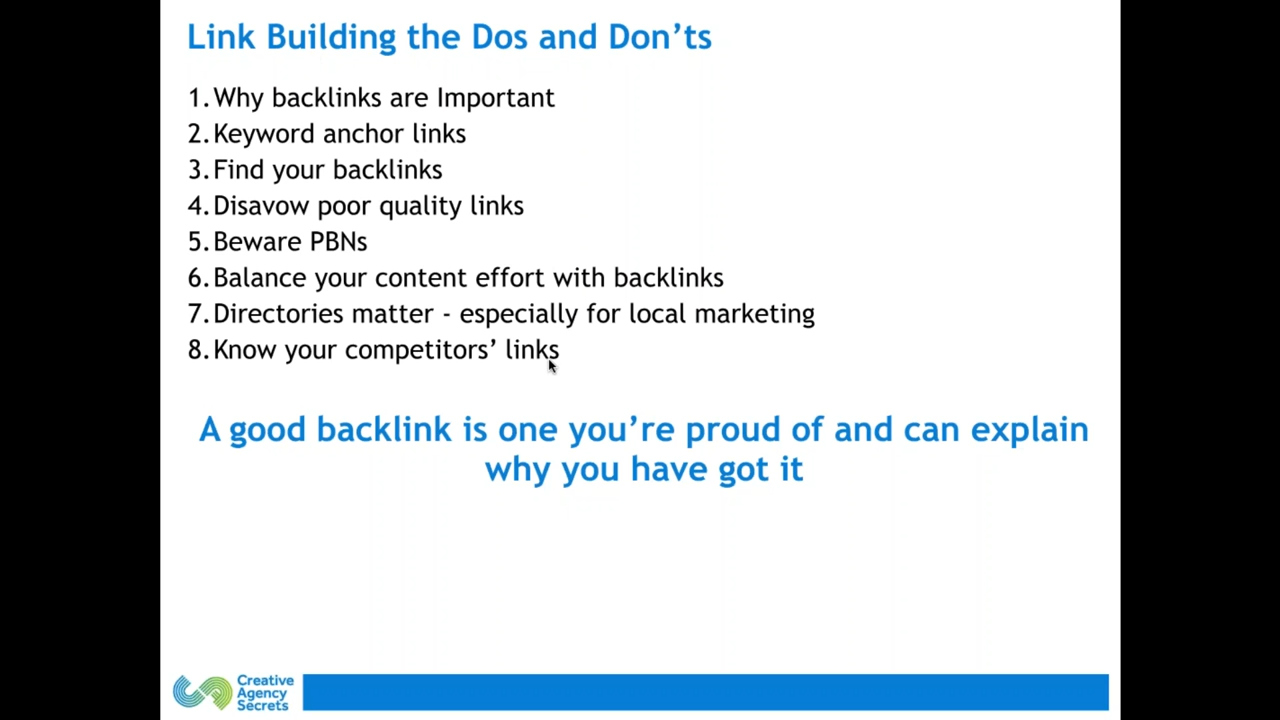 Link Building the Dos and Don’ts
1. Why backlinks are Important
2. Keyword anchor links
3. Find your backlinks
4. Disavow poor quality links
5. Beware PBNs
6. Balance your content effort with backlinks
7. Directories matter - especially for local marketing
8. Know your competitors’ links
A good backlink is one you’re proud of and can explain
why you have got it
Creative
Agency
Secrets